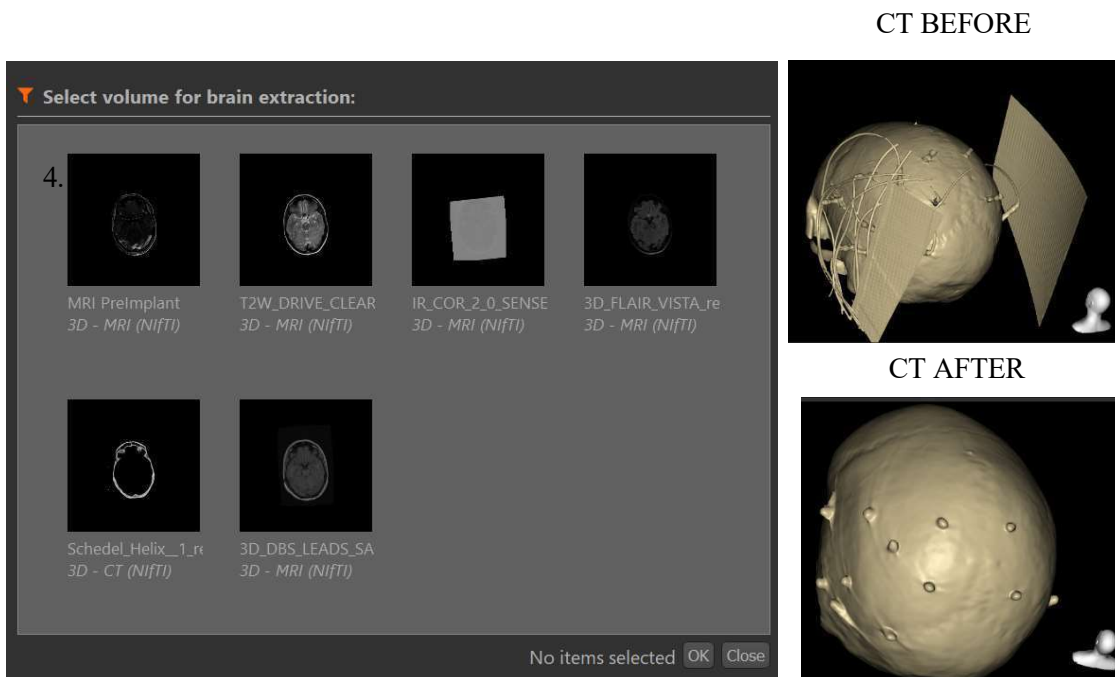 CT BEFORE
Select volume for brain extraction:
4.
MRI PreImplant
3D - MRI (NIfTI)
T2W_DRIVE_CLEAR
3D - MRI (NIfTI)
IR_COR_2_0_SENSE
3D - MRI (NIfTI)
3D_FLAIR_VISTA_re
3D - MRI (NIfTI)
Schedel_Helix__1_re
3D - CT (NIfTI)
3D_DBS_LEADS_SA
3D - MRI (NIfTI)
No items selected OK Close
CT AFTER